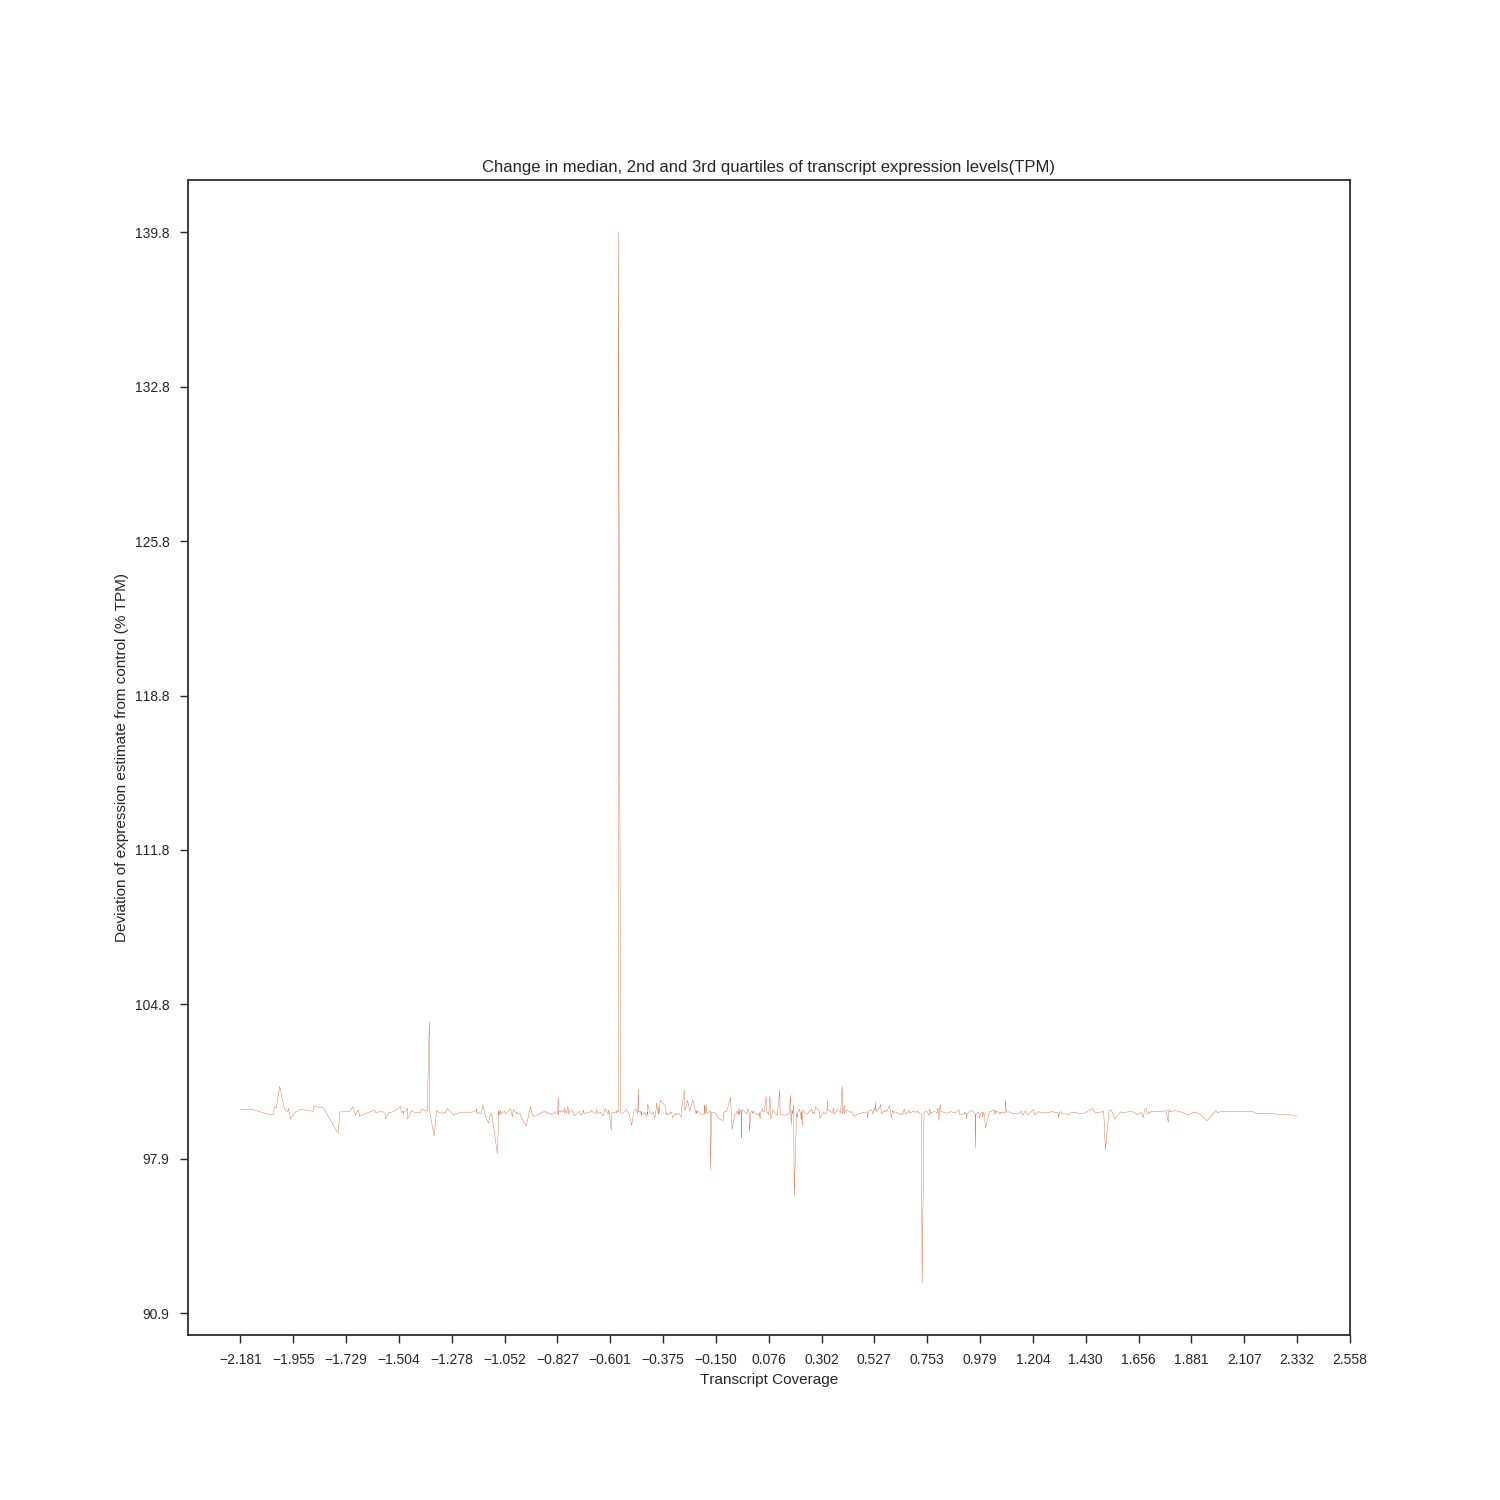 Change in median, 2nd and 3rd quartiles of transcript expression levels(TPM)
139.8
132.8
125.8
118.8
111.8
104.8
97.9
90.9
Deviation of expression estimate from control (% TPM)
−2.181 −1.955 −1.729 −1.504 −1.278 −1.052 −0.827 −0.601 −0.375 −0.150 0.076 0.302 0.527 0.753 0.979 1.204 1.430 1.656 1.881 2.107 2.332 2.558
Transcript Coverage